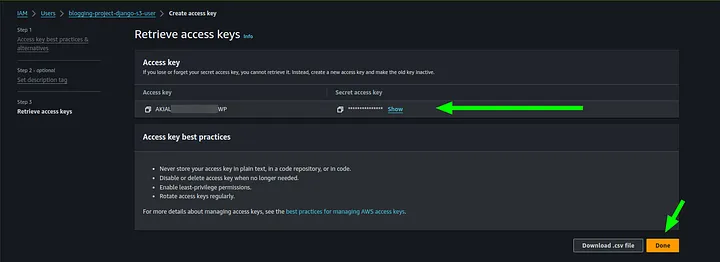 IAM > Users > blogging-project-django-s3-user > Create access key
Step 1
Access key best practices &
alternatives
Step 2 - optional
Set description tag
Step 3
Retrieve access keys
Retrieve access keys Info
Access key
If you lose or forget your secret access key, you cannot retrieve it. Instead, create a new access key and make the old key inactive.
Access key Secret access key
AKIAL WP *************** Show
Access key best practices
• Never store your access key in plain text, in a code repository, or in code.
• Disable or delete access key when no longer needed.
• Enable least-privilege permissions.
• Rotate access keys regularly.
For more details about managing access keys, see the best practices for managing AWS access keys.
Download .csv file Done